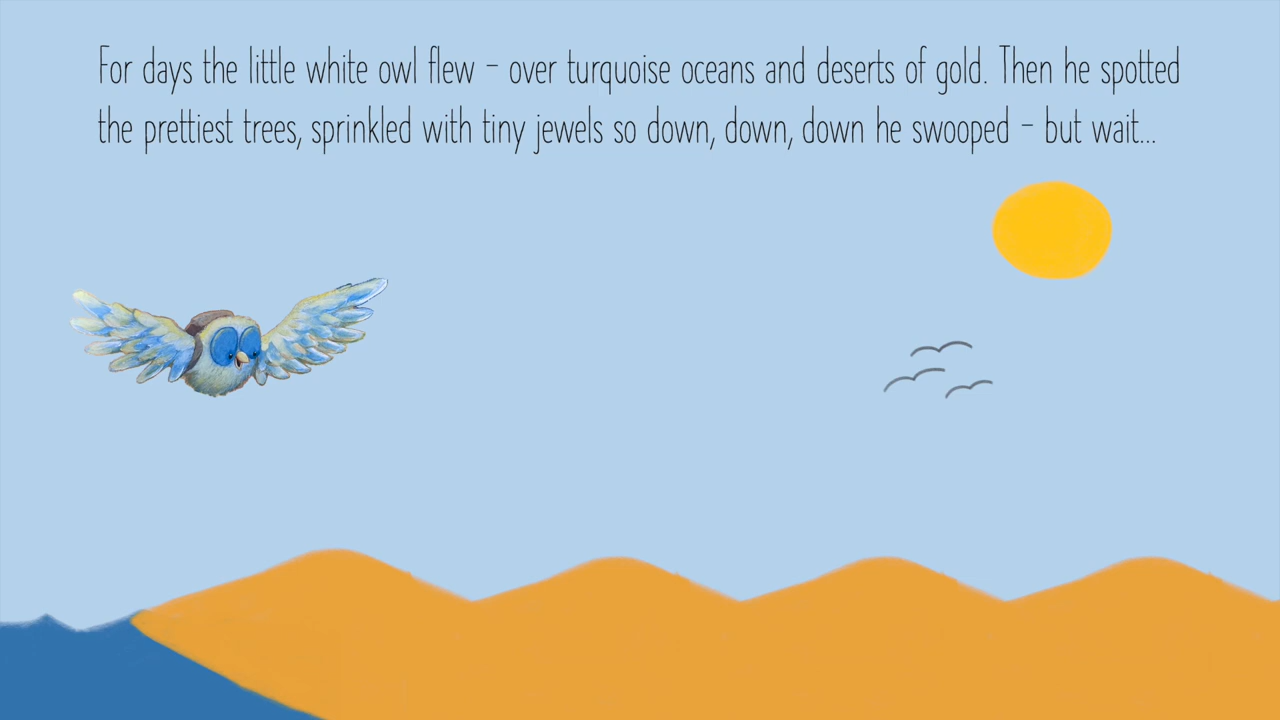 For days the little white owl flew – over turquoise oceans and deserts of gold. Then he spotted
the prettiest trees, sprinkled with tiny jewels so down, down, down he swooped – but wait...